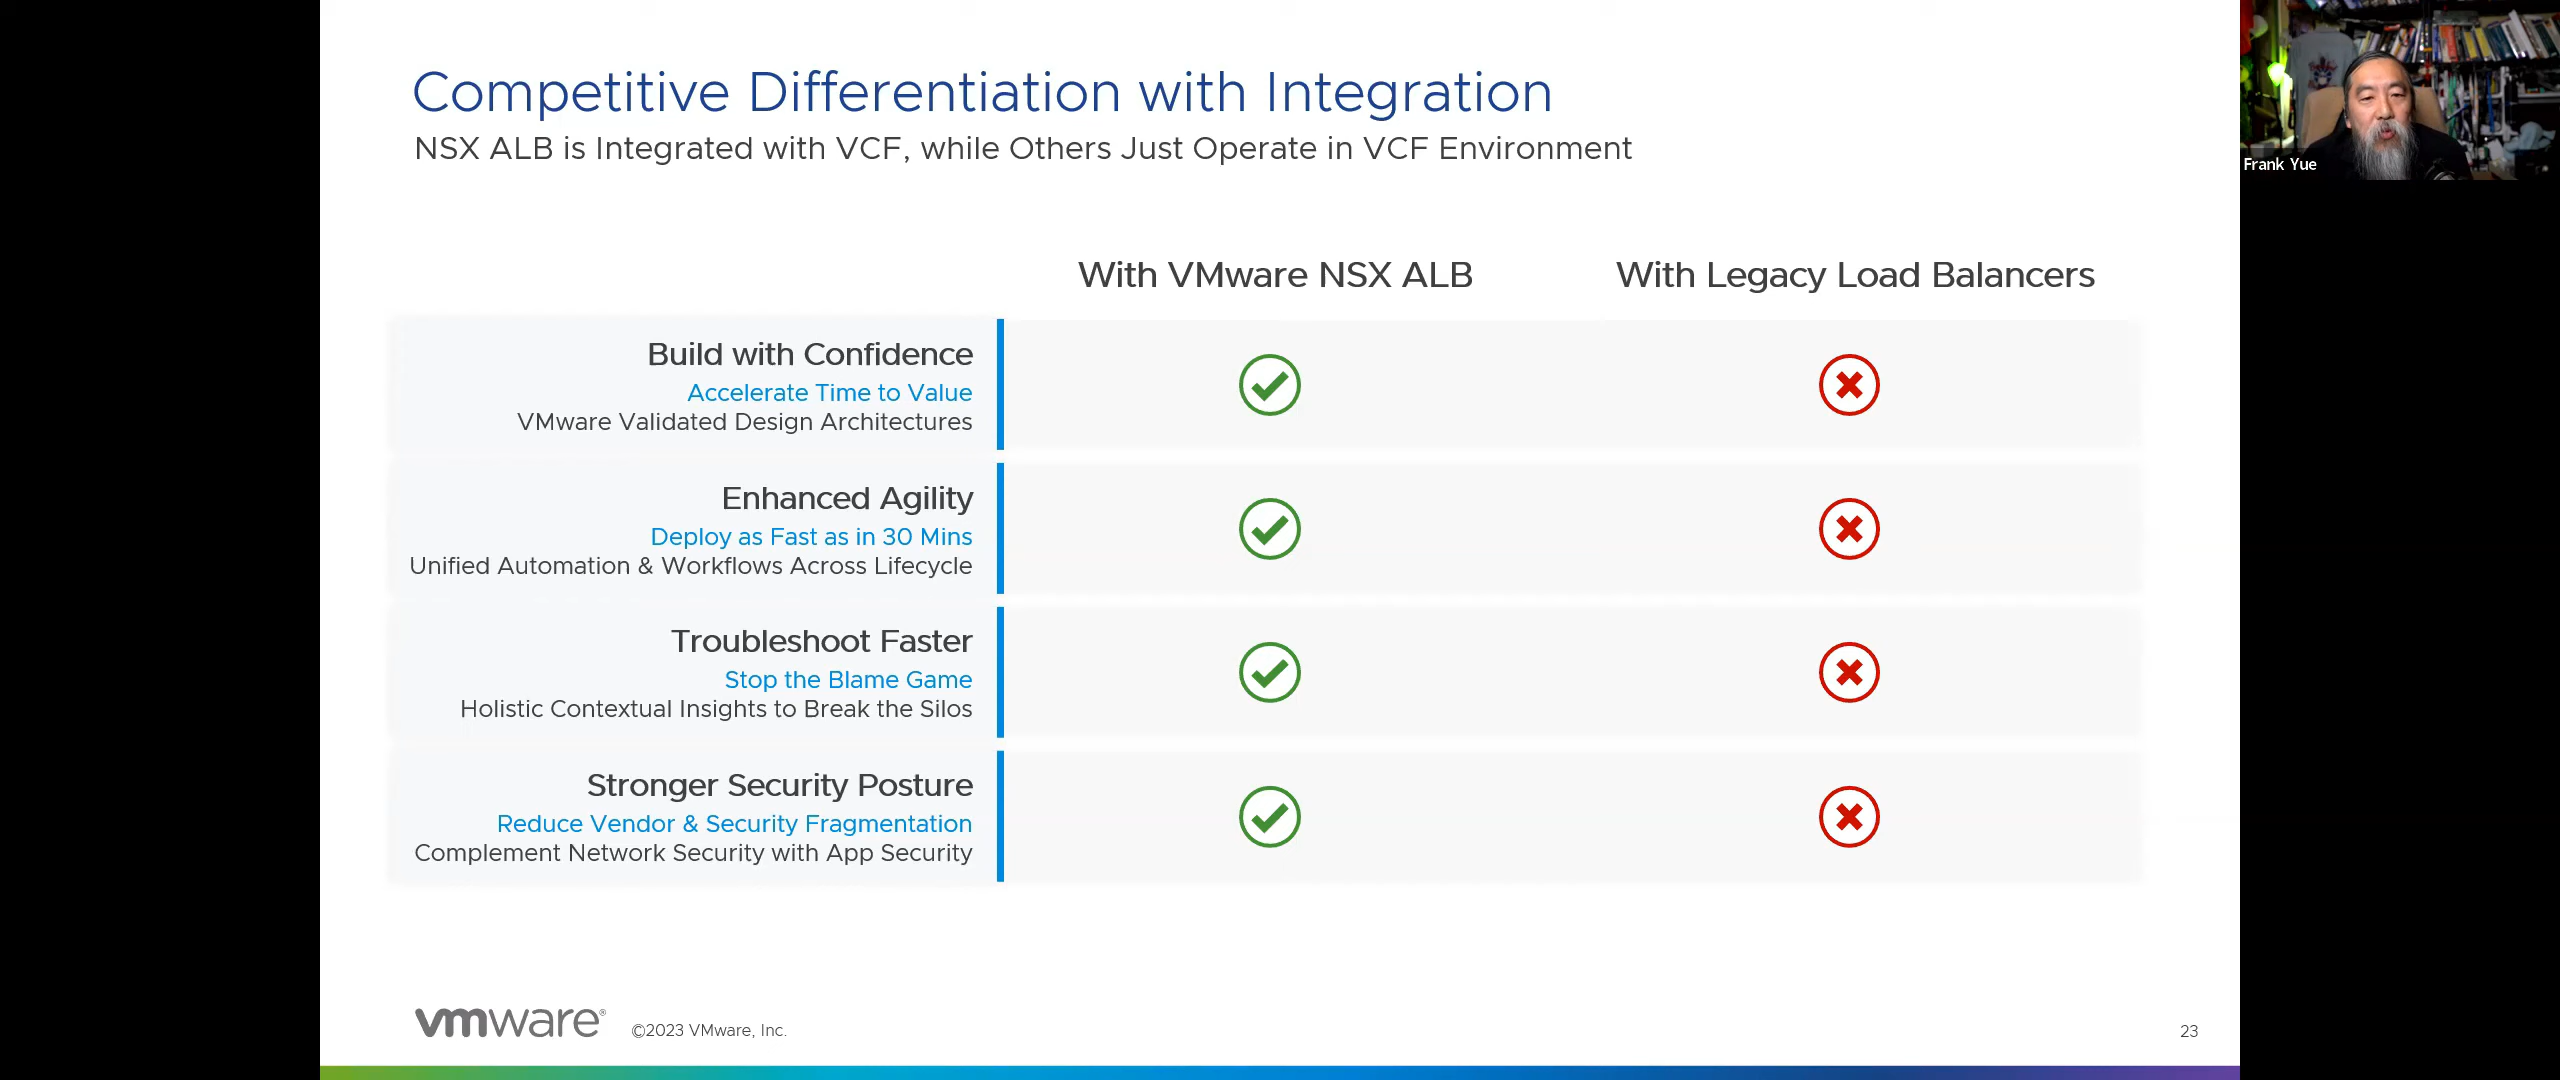 Competitive Differentiation with Integration
NSX ALB is Integrated with VCF, while Others Just Operate in VCF Environment
Frank Yue
With VMware NSX ALB
With Legacy Load Balancers
Build with Confidence
Accelerate Time to Value
VMware Validated Design Architectures
Enhanced Agility
Deploy as Fast as in 30 Mins
Unified Automation & Workflows Across Lifecycle
Troubleshoot Faster
Stop the Blame Game
Holistic Contextual Insights to Break the Silos
Stronger Security Posture
Reduce Vendor & Security Fragmentation
Complement Network Security with App Security
vmware®
©2023 VMware, Inc.
23